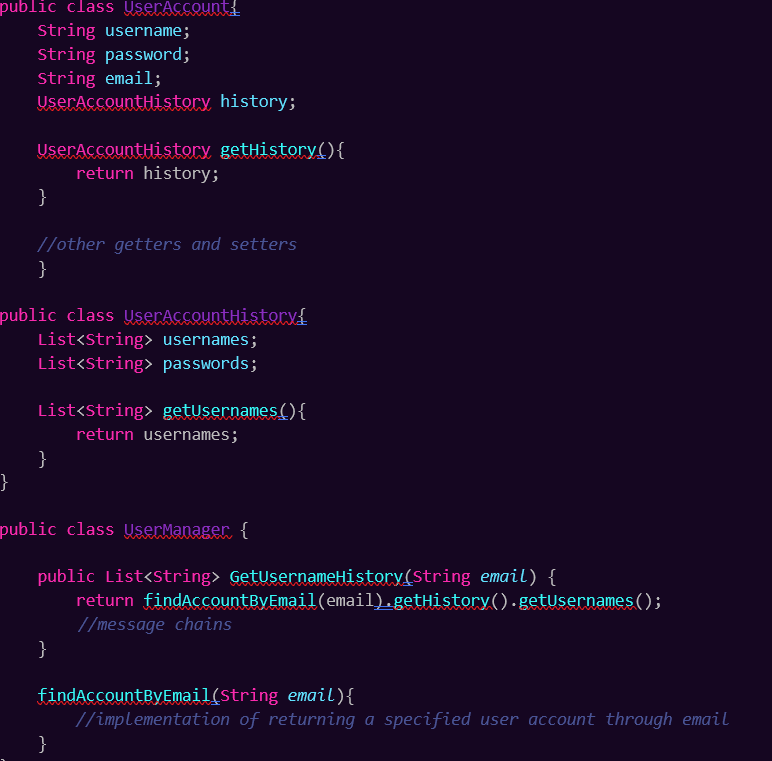 public class UserAccount{
String username;
String password;
String email;
UserAccountHistory history;
UserAccountHistory getHistory(){
return history;
}
//other getters and setters
}
public class UserAccountHistory{
List<String> usernames;
List<String> passwords;
List<String> getUsernames(){
return usernames;
}
}
public class UserManager {
public List<String> GetUsernameHistory(String email) {
return findAccountByEmail(email).getHistory().getUsernames();
//message chains
}
findAccountByEmail(String email){
//implementation of returning a specified user account through email
}